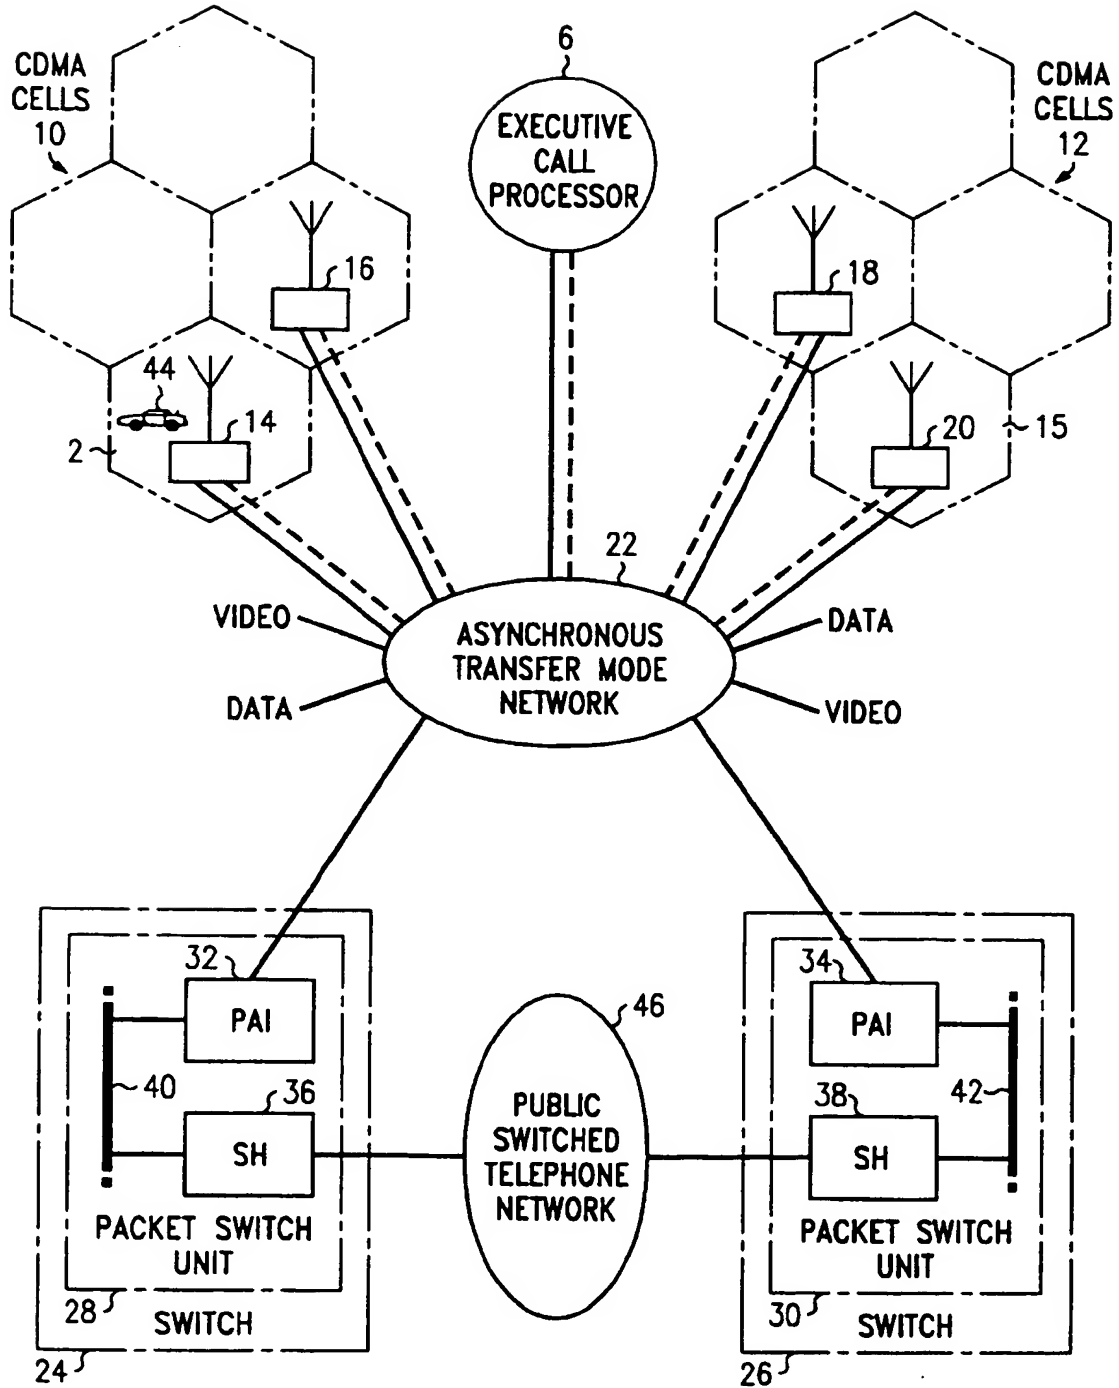 CDMA
CELLS
10
6
EXECUTIVE
CALL
PROCESSOR
CDMA
CELLS
12
16
18
44
14
2
20
15
22
VIDEO
DATA
ASYNCHRONOUS
TRANSFER MODE
NETWORK
DATA
VIDEO
32
PAI
40
36
SH
PACKET SWITCH
UNIT
28
SWITCH
24
46
PUBLIC
SWITCHED
TELEPHONE
NETWORK
34
PAI
42
38
SH
PACKET SWITCH
UNIT
30
SWITCH
26